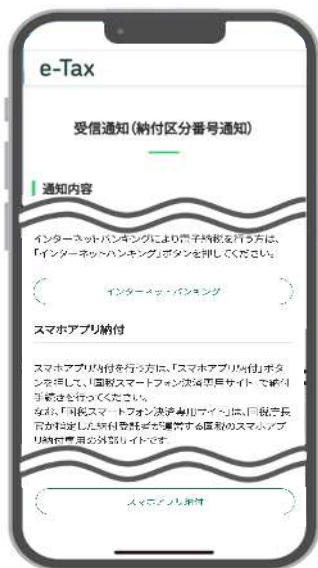 e-Tax
受信通知（納付区分番号通知）
通知内容
インターネットバンキングにより電子納税を行う方は、
「インターネットバンキング」ボタンを押してください。
インターネットバンキング
スマホアプリ納付
スマホアプリ納付を行う方は、「スマホアプリ納付」ボタ
ンを押して、「国税スマートフォン決済専用サイト」で納付
手続きを行ってください。
なお、「国税スマートフォン決済専用サイト」は、国税庁長
官が指定した納付受託者が運営する国税のスマホアプ
リ納付専用の外部サイトです。
スマホアプリ納付